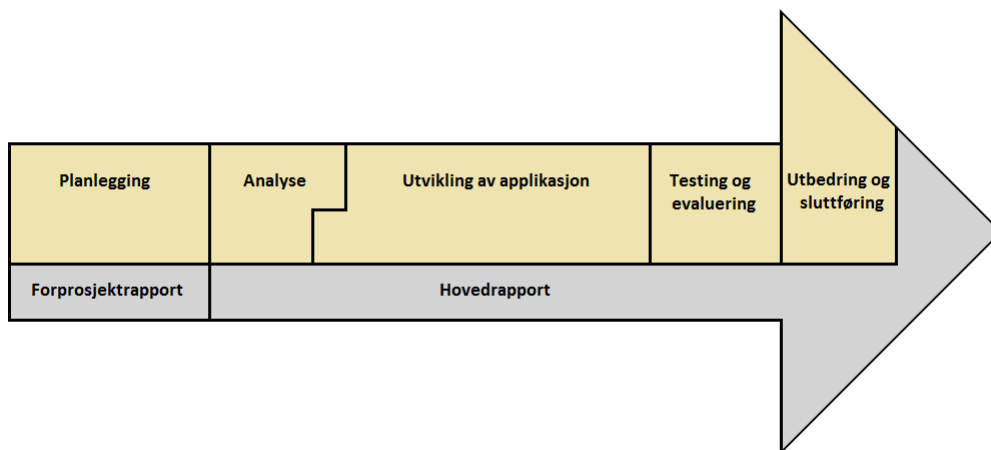 Planlegging
Analyse
Utvikling av applikasjon
Testing og
evaluering
Utbedring og
sluttføring
Forprosjektrapport
Hovedrapport